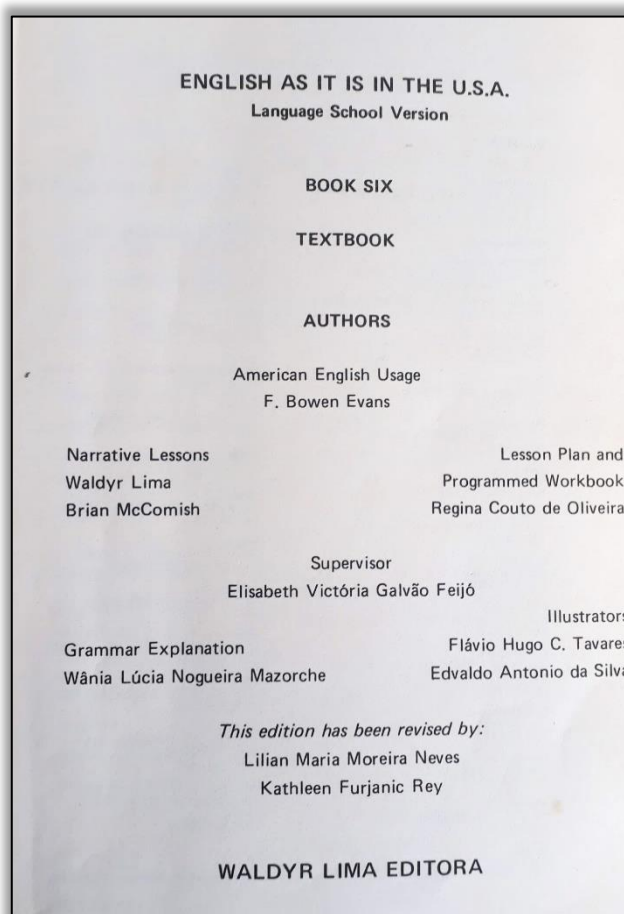 ENGLISH AS IT IS IN THE U.S.A.
Language School Version
BOOK SIX
TEXTBOOK
AUTHORS
American English Usage
F. Bowen Evans
Narrative Lessons
Waldyr Lima
Brian McComish
Lesson Plan and
Programmed Workbook
Regina Couto de Oliveira
Supervisor
Elisabeth Victória Galvão Feijó
Grammar Explanation
Wânia Lúcia Nogueira Mazorche
Illustrators
Flávio Hugo C. Tavares
Edvaldo Antonio da Silva
This edition has been revised by:
Lilian Maria Moreira Neves
Kathleen Furjanic Rey
WALDYR LIMA EDITORA